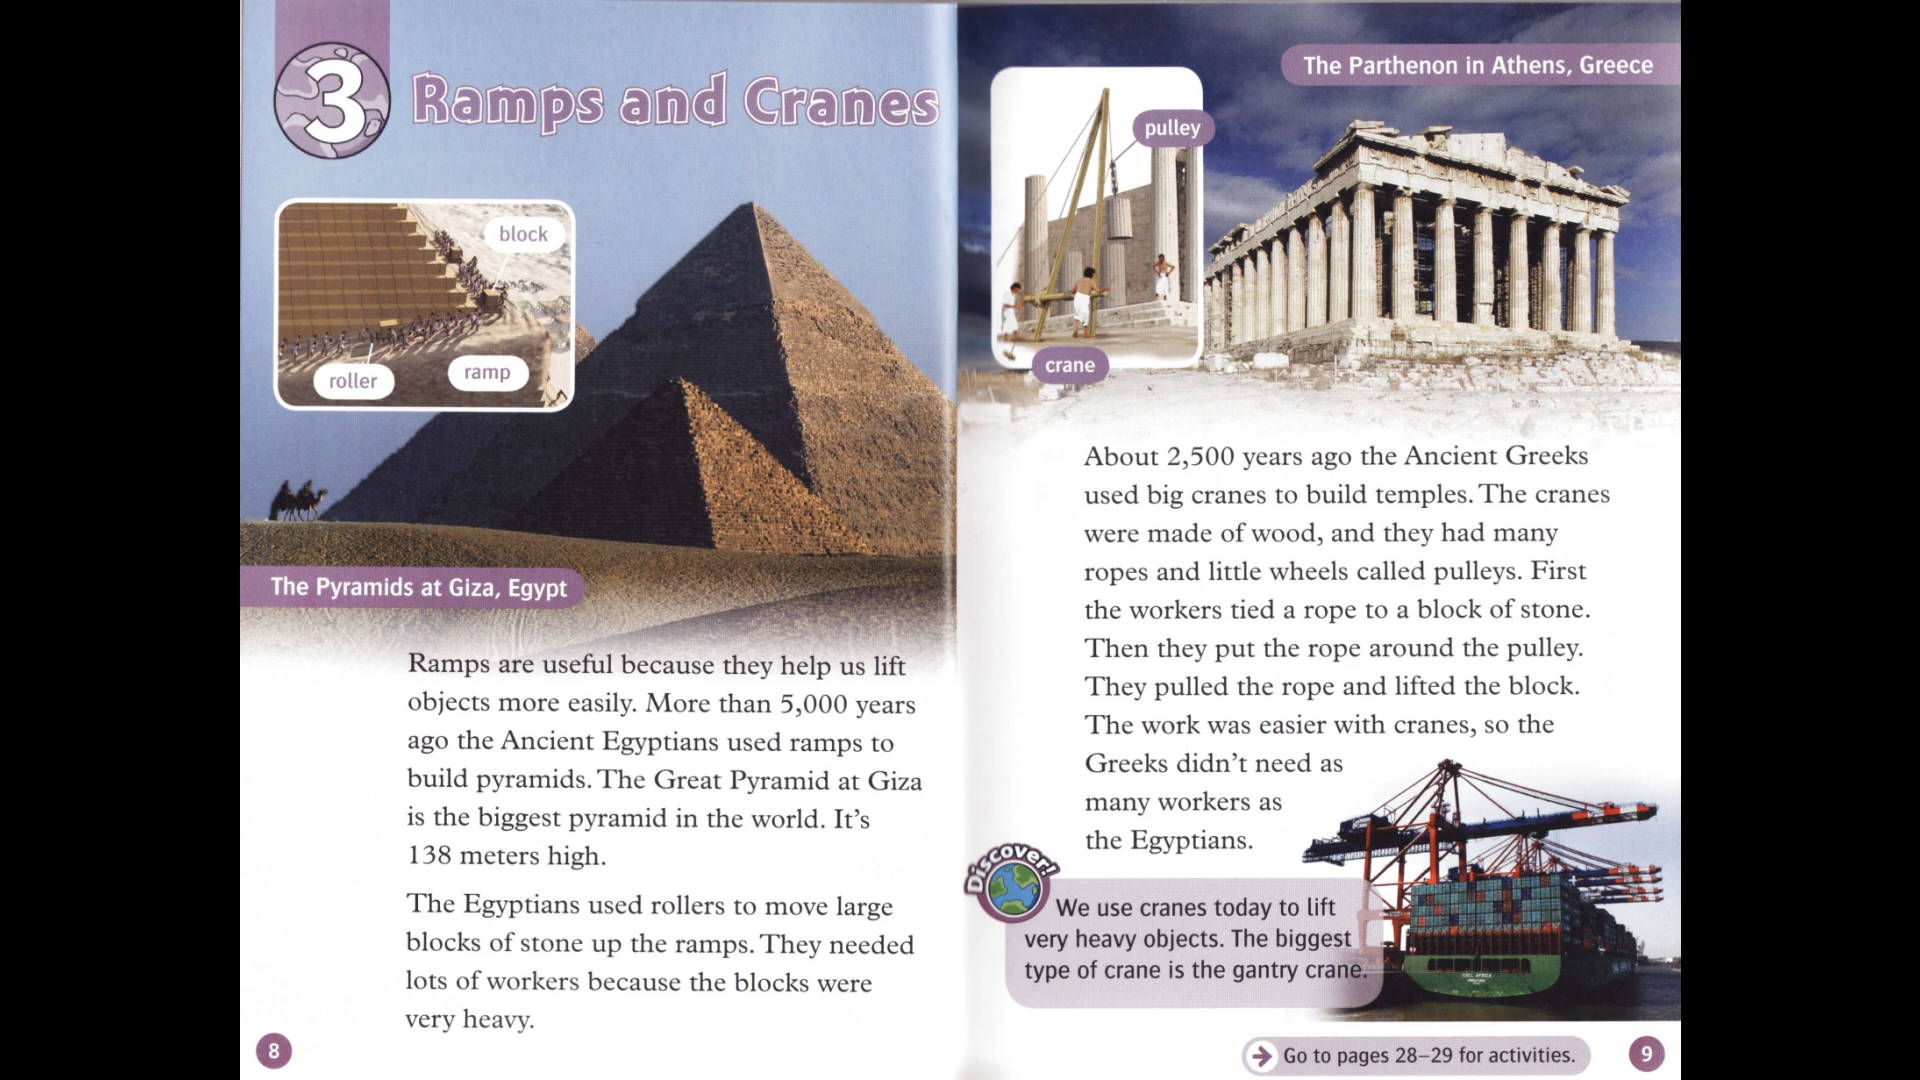 3
Ramps and Cranes
block
roller
ramp
The Pyramids at Giza, Egypt
Ramps are useful because they help us lift
objects more easily. More than 5,000 years
ago the Ancient Egyptians used ramps to
build pyramids. The Great Pyramid at Giza
is the biggest pyramid in the world. It's
138 meters high.
The Egyptians used rollers to move large
blocks of stone up the ramps. They needed
lots of workers because the blocks were
very heavy.
8
The Parthenon in Athens, Greece
pulley
crane
About 2,500 years ago the Ancient Greeks
used big cranes to build temples. The cranes
were made of wood, and they had many
ropes and little wheels called pulleys. First
the workers tied a rope to a block of stone.
Then they put the rope around the pulley.
They pulled the rope and lifted the block.
The work was easier with cranes, so the
Greeks didn't need as
many workers as
the Egyptians.
Discover!
We use cranes today to lift
very heavy objects. The biggest
type of crane is the gantry crane.
Go to pages 28–29 for activities.
9